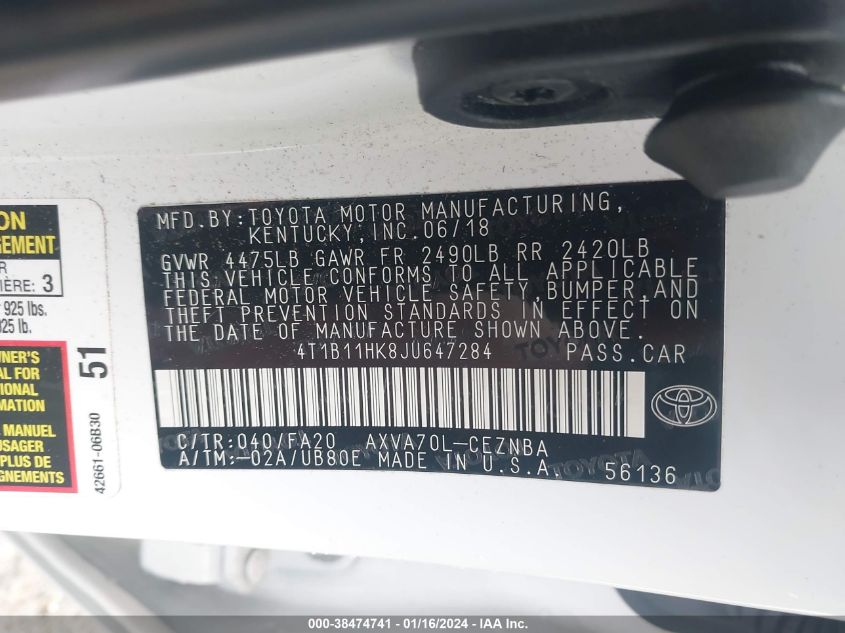 ON
GEMENT
R
IÈRE: 3
925 lbs.
925 lb.
WNER'S
AL FOR
TIONAL
MATION
MANUEL
USAGER
PLUS DE
GNEMENTS
51
42661-06B30
MFD.BY:TOYOTA MOTOR MANUFACTURING,
KENTUCKY,INC.06/18
GVWR 4475LB GAWR FR 2490LB RR 2420LB
THIS VEHICLE CONFORMS TO ALL APPLICABLE
FEDERAL MOTOR VEHICLE SAFETY,BUMPER,AND
THEFT PREVENTION STANDARDS IN EFFECT ON
THE DATE OF MANUFACTURE SHOWN ABOVE.
4T1B11HK8JU647284 PASS.CAR
C/TR:040/FA20 AXVA70L-CEZNBA
A/TM:-02A/UB80E MADE IN U.S.A. 56136
000-38474741 - 01/16/2024 - IAA Inc.